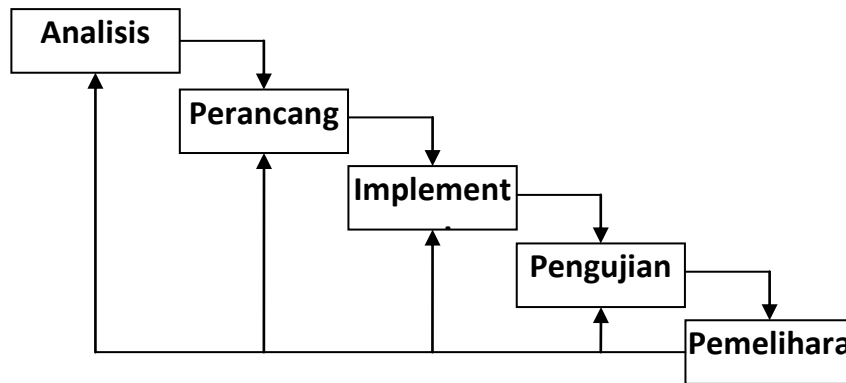 Analisis
Perancang
Implement
Pengujian
Pemelihara